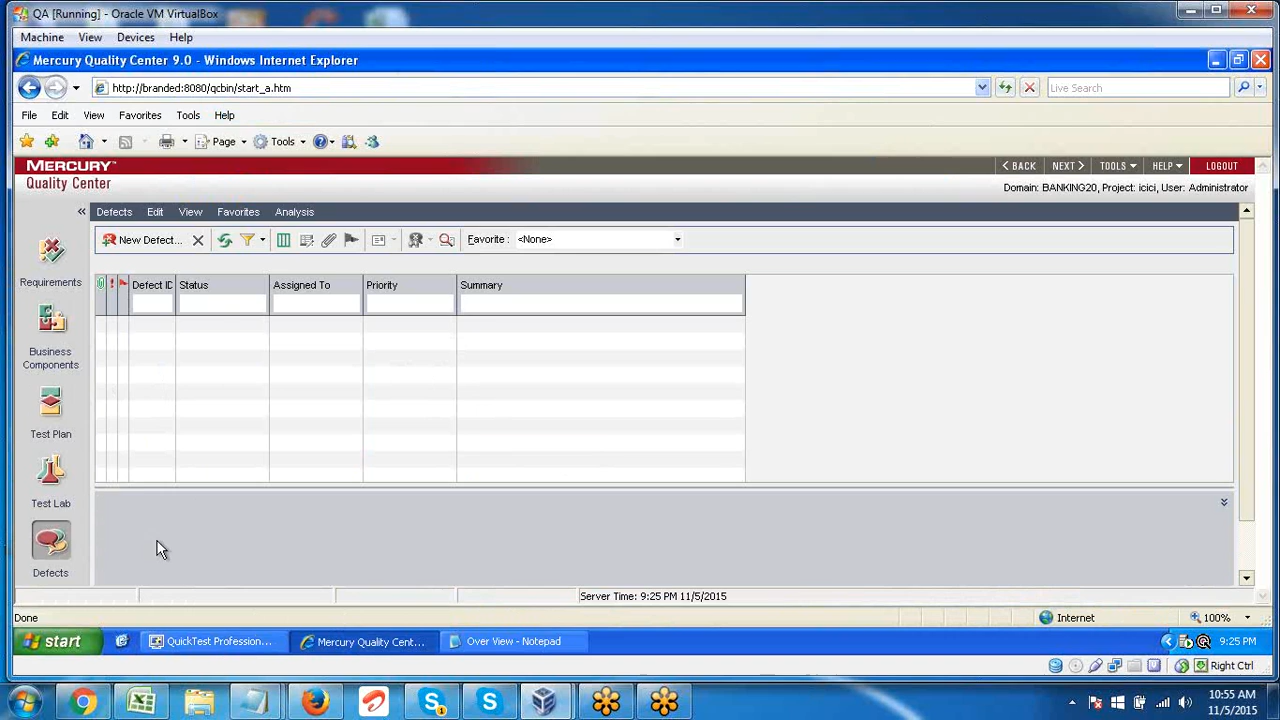 QA [Running] - Oracle VM VirtualBox
Machine View Devices Help
Mercury Quality Center 9.0 - Windows Internet Explorer
http://branded:8080/qcbin/start_a.htm
Live Search
File Edit View Favorites Tools Help
Page Tools
MERCURY™
BACK NEXT TOOLS HELP LOGOUT
Quality Center
Domain: BANKING20, Project: icici, User: Administrator
Defects Edit View Favorites Analysis
New Defect... Favorite : <None>
Requirements
Defect ID Status Assigned To Priority Summary
Business
Components
Test Plan
Test Lab
Defects
Server Time: 9:25 PM 11/5/2015
Done
Internet
100%
start
QuickTest Profession...
Mercury Quality Cent...
Over View - Notepad
9:25 PM
Right Ctrl
10:55 AM
11/5/2015